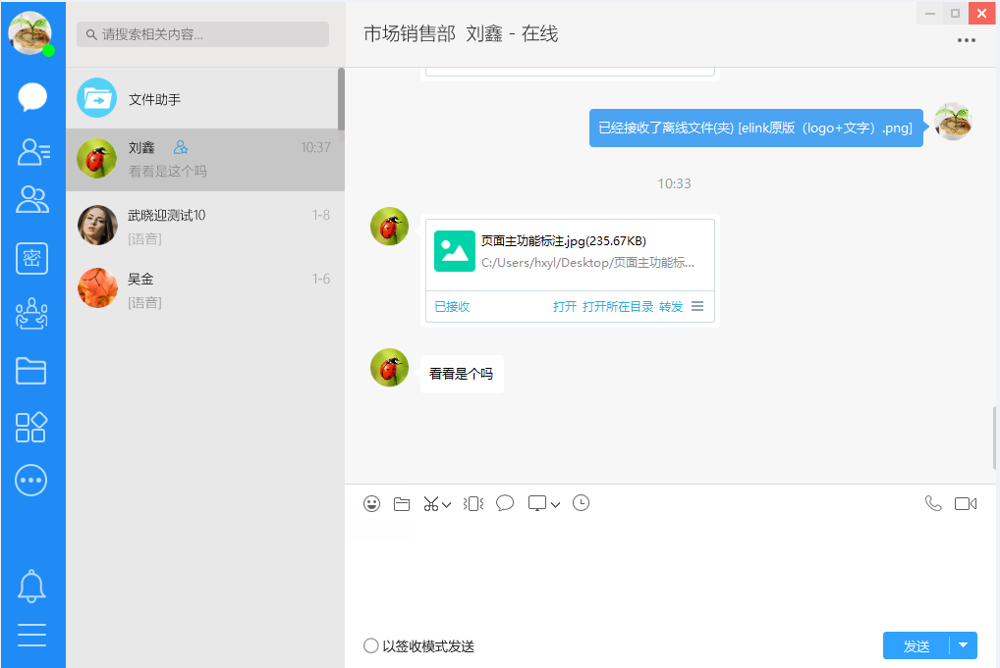 请搜索相关内容...
文件助手
刘鑫
10:37
看看是这个吗
武晓迎测试10
1-8
[语音]
吴金
1-6
[语音]
密
市场销售部 刘鑫 - 在线
已经接收了离线文件(夹) [elink原版（logo+文字）.png]
10:33
页面主功能标注.jpg(235.67KB)
C:/Users/hxyl/Desktop/页面主功能标...
已接收
打开 打开所在目录 转发
看看是个吗
以签收模式发送
发送